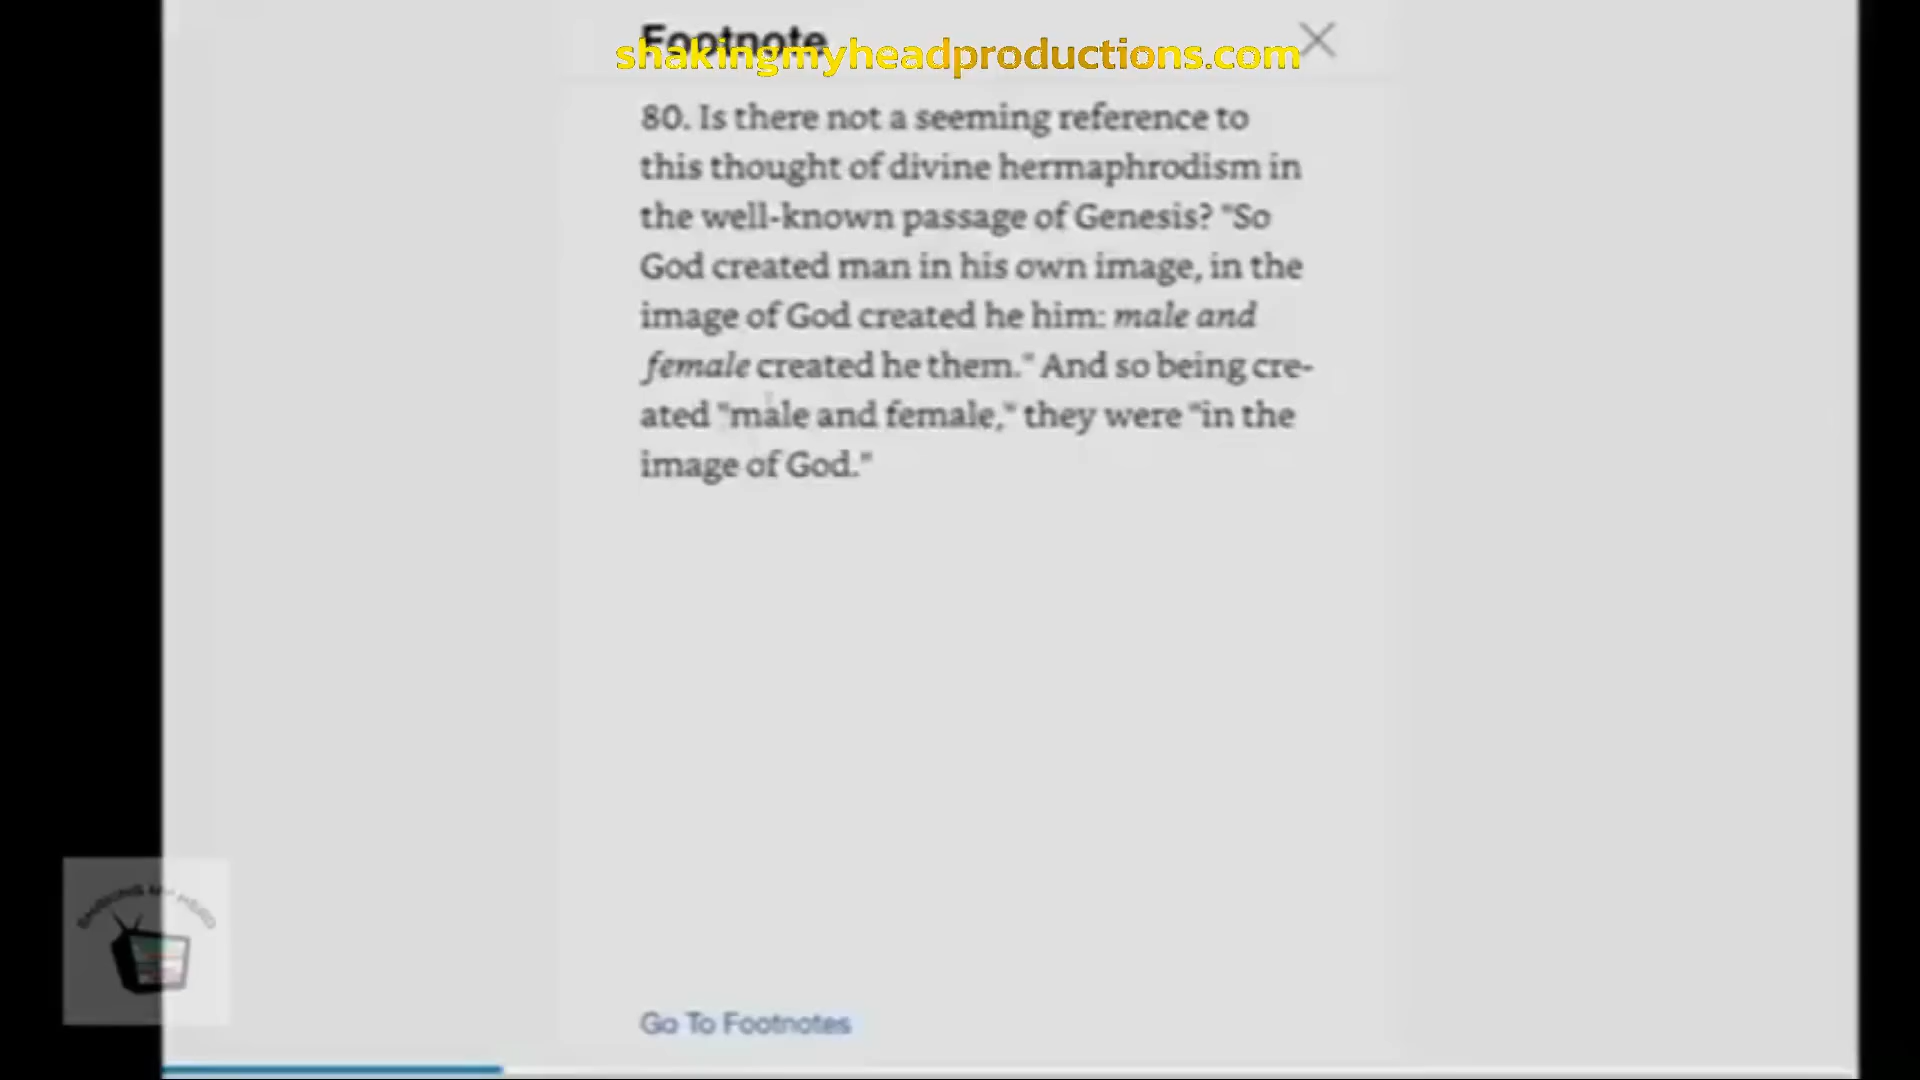 Footnote
shakingmyheadproductions.com
80. Is there not a seeming reference to
this thought of divine hermaphrodism in
the well-known passage of Genesis? "So
God created man in his own image, in the
image of God created he him: male and
female created he them." And so being cre-
ated "male and female," they were "in the
image of God."
SHAKING MY HEAD
Go To Footnotes